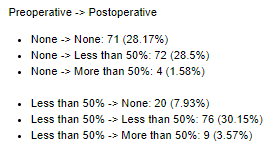 Preoperative -> Postoperative
• None -> None: 71 (28.17%)
• None -> Less than 50%: 72 (28.5%)
• None -> More than 50%: 4 (1.58%)
• Less than 50% -> None: 20 (7.93%)
• Less than 50% -> Less than 50%: 76 (30.15%)
• Less than 50% -> More than 50%: 9 (3.57%)